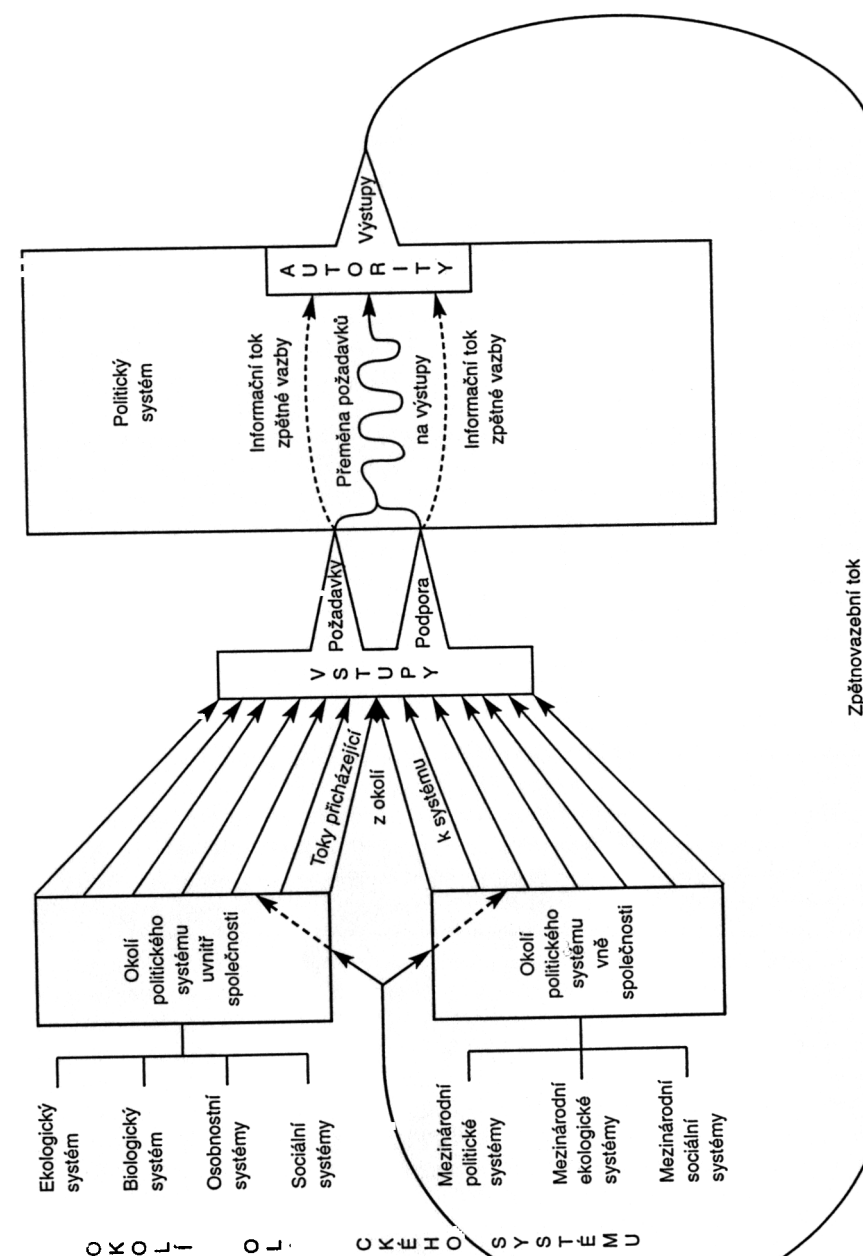 OKOLÍ
OL
CKÉHO SYSTÉMU
Ekologický
systém
Biologický
systém
Osobnostní
systémy
Sociální
systémy
Mezinárodní
politické
systémy
Mezinárodní
ekologické
systémy
Mezinárodní
sociální
systémy
Okolí
politického
systému
uvnitř
společnosti
Okolí
politického
systému
vně
společnosti
Toky přicházející
z okolí
k systému
VSTUPY
Požadavky
Podpora
Politický
systém
Informační tok
zpětné vazby
Přeměna požadavků
na výstupy
Informační tok
zpětné vazby
AUTORITY
Výstupy
Zpětnovazební tok